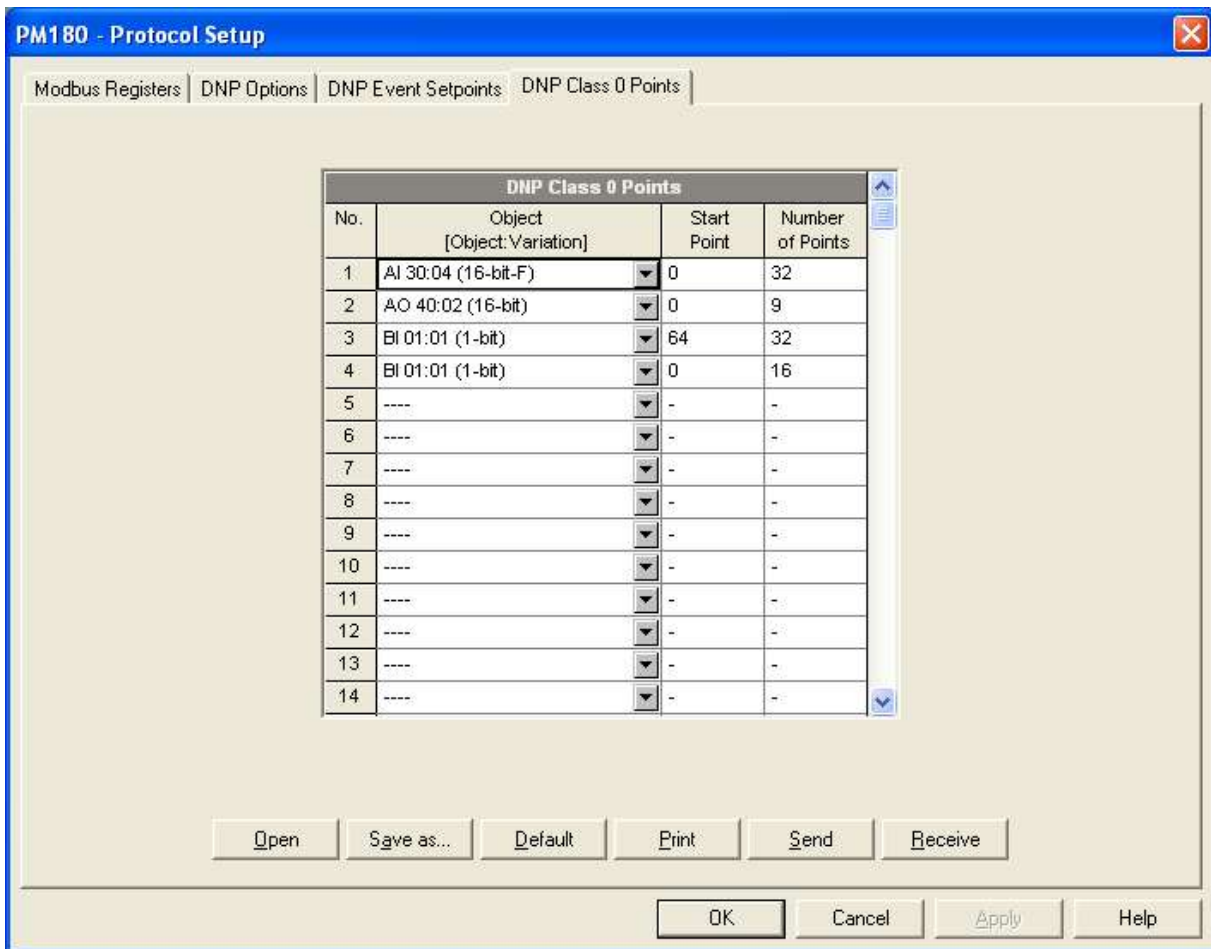 PM180 - Protocol Setup
Modbus Registers DNP Options DNP Event Setpoints DNP Class 0 Points
DNP Class 0 Points
No. Object Start Number
[Object:Variation] Point of Points
1 AI 30:04 (16-bit-F) 0 32
2 AO 40:02 (16-bit) 0 9
3 BI 01:01 (1-bit) 64 32
4 BI 01:01 (1-bit) 0 16
5 ---- - -
6 ---- - -
7 ---- - -
8 ---- - -
9 ---- - -
10 ---- - -
11 ---- - -
12 ---- - -
13 ---- - -
14 ---- - -
Open Save as... Default Print Send Receive
OK Cancel Apply Help